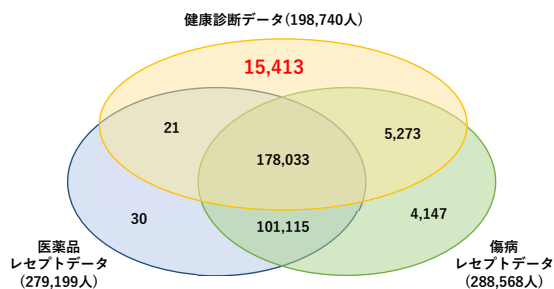 健康診断データ(198,740人)
15,413
21
5,273
178,033
30
101,115
4,147
医薬品
レセプトデータ
(279,199人)
傷病
レセプトデータ
(288,568人)